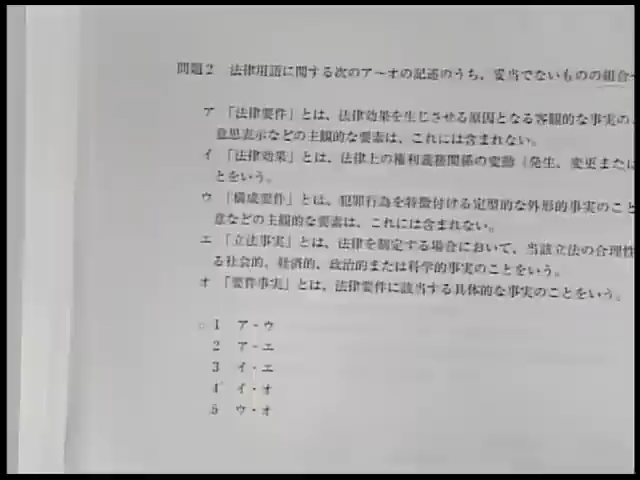 問題2　法律用語に関する次のア～オの記述のうち、妥当でないものの組合
ア　「法律要件」とは、法律効果を生じさせる原因となる客観的な事実の
意思表示などの主観的な要素は、これには含まれない。
イ　「法律効果」とは、法律上の権利義務関係の変動（発生、変更または
とをいう。
ウ　「構成要件」とは、犯罪行為を特徴付ける定型的な外形的事実のこと
意などの主観的な要素は、これには含まれない。
エ　「立法事実」とは、法律を制定する場合において、当該立法の合理性
る社会的、経済的、政治的または科学的事実のことをいう。
オ　「要件事実」とは、法律要件に該当する具体的な事実のことをいう。
1　ア・ウ
2　ア・エ
3　イ・エ
4　イ・オ
5　ウ・オ